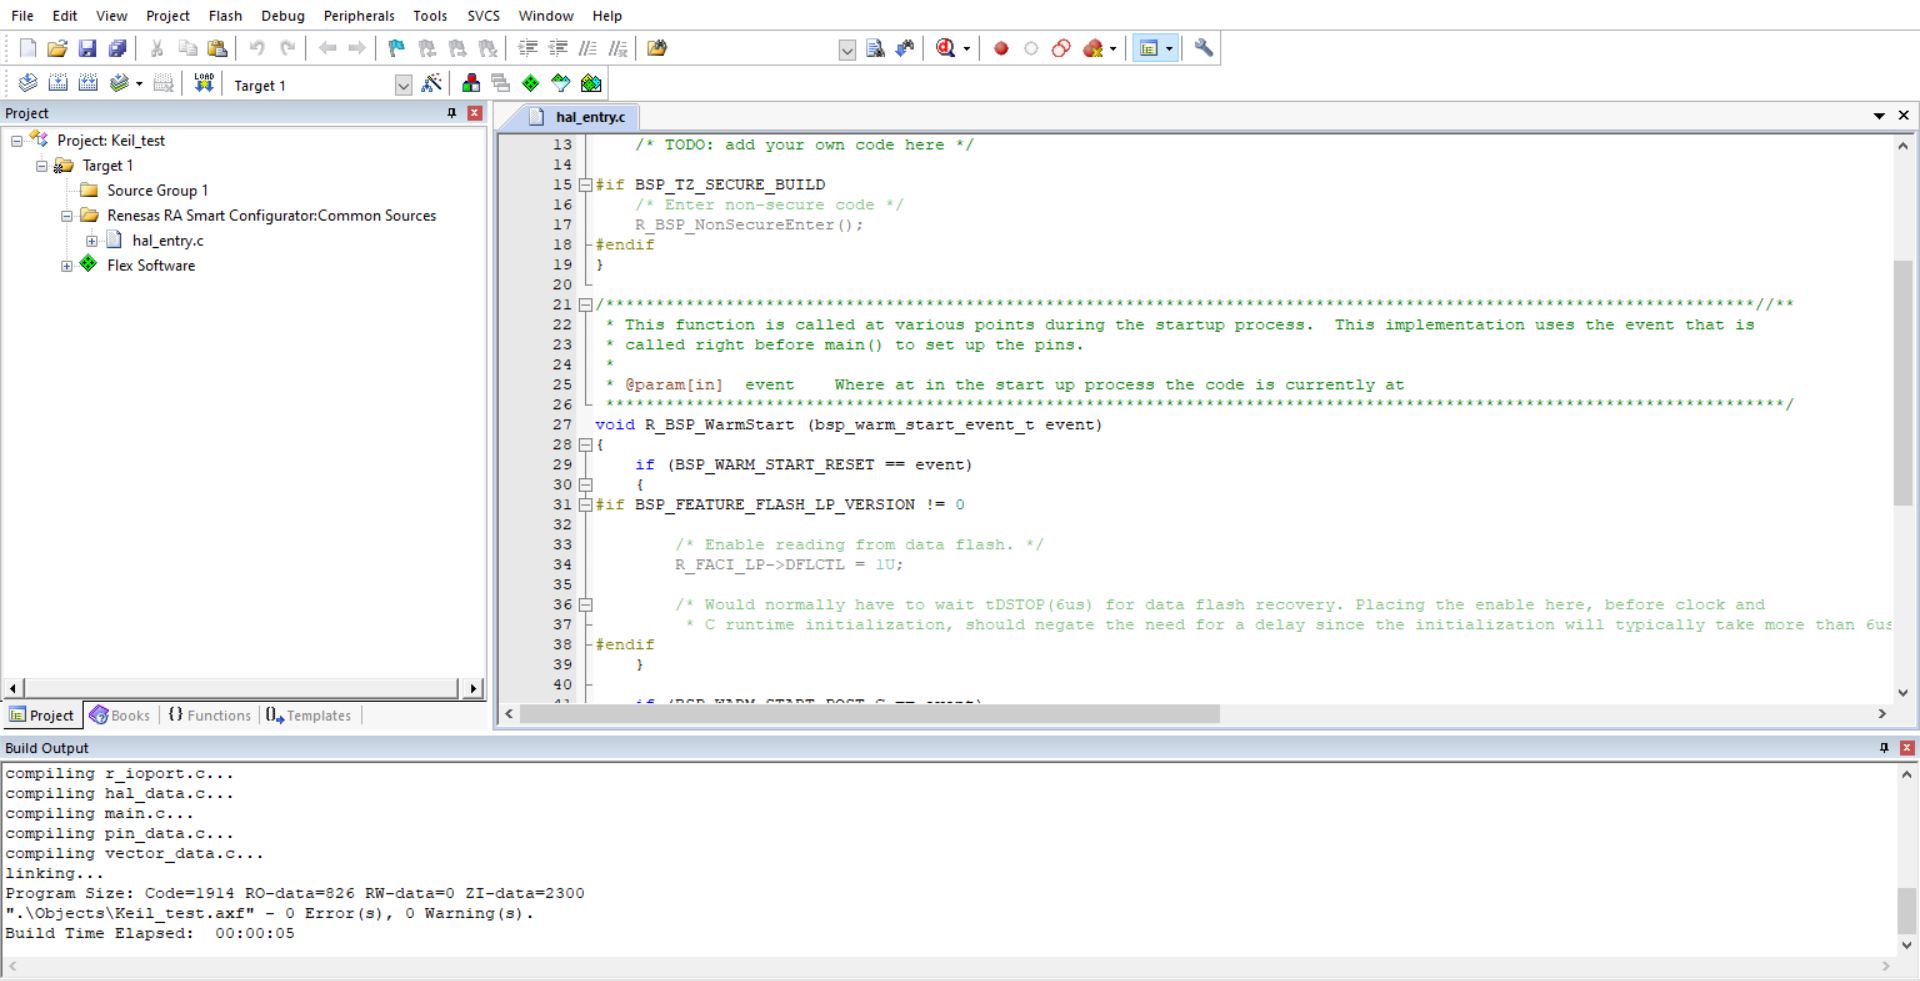 File Edit View Project Flash Debug Peripherals Tools SVCS Window Help
LOAD
Target 1
Project
Project: Keil_test
Target 1
Source Group 1
Renesas RA Smart Configurator:Common Sources
hal_entry.c
Flex Software
Project Books {} Functions Templates
hal_entry.c
13 /* TODO: add your own code here */
14
15 #if BSP_TZ_SECURE_BUILD
16 /* Enter non-secure code */
17 R_BSP_NonSecureEnter();
18 #endif
19 }
20
21 /*******************************************************************************************************************//**
22 * This function is called at various points during the startup process.  This implementation uses the event that is
23 * called right before main() to set up the pins.
24 *
25 * @param[in]  event    Where at in the start up process the code is currently at
26 **********************************************************************************************************************/
27 void R_BSP_WarmStart (bsp_warm_start_event_t event)
28 {
29 if (BSP_WARM_START_RESET == event)
30 {
31 #if BSP_FEATURE_FLASH_LP_VERSION != 0
32
33 /* Enable reading from data flash. */
34 R_FACI_LP->DFLCTL = 1U;
35
36 /* Would normally have to wait tDSTOP(6us) for data flash recovery. Placing the enable here, before clock and
37 * C runtime initialization, should negate the need for a delay since the initialization will typically take more than 6us
38 #endif
39 }
40
41 if (BSP_WARM_START_POST_C == event)
Build Output
compiling r_ioport.c...
compiling hal_data.c...
compiling main.c...
compiling pin_data.c...
compiling vector_data.c...
linking...
Program Size: Code=1914 RO-data=826 RW-data=0 ZI-data=2300
".\Objects\Keil_test.axf" - 0 Error(s), 0 Warning(s).
Build Time Elapsed:  00:00:05